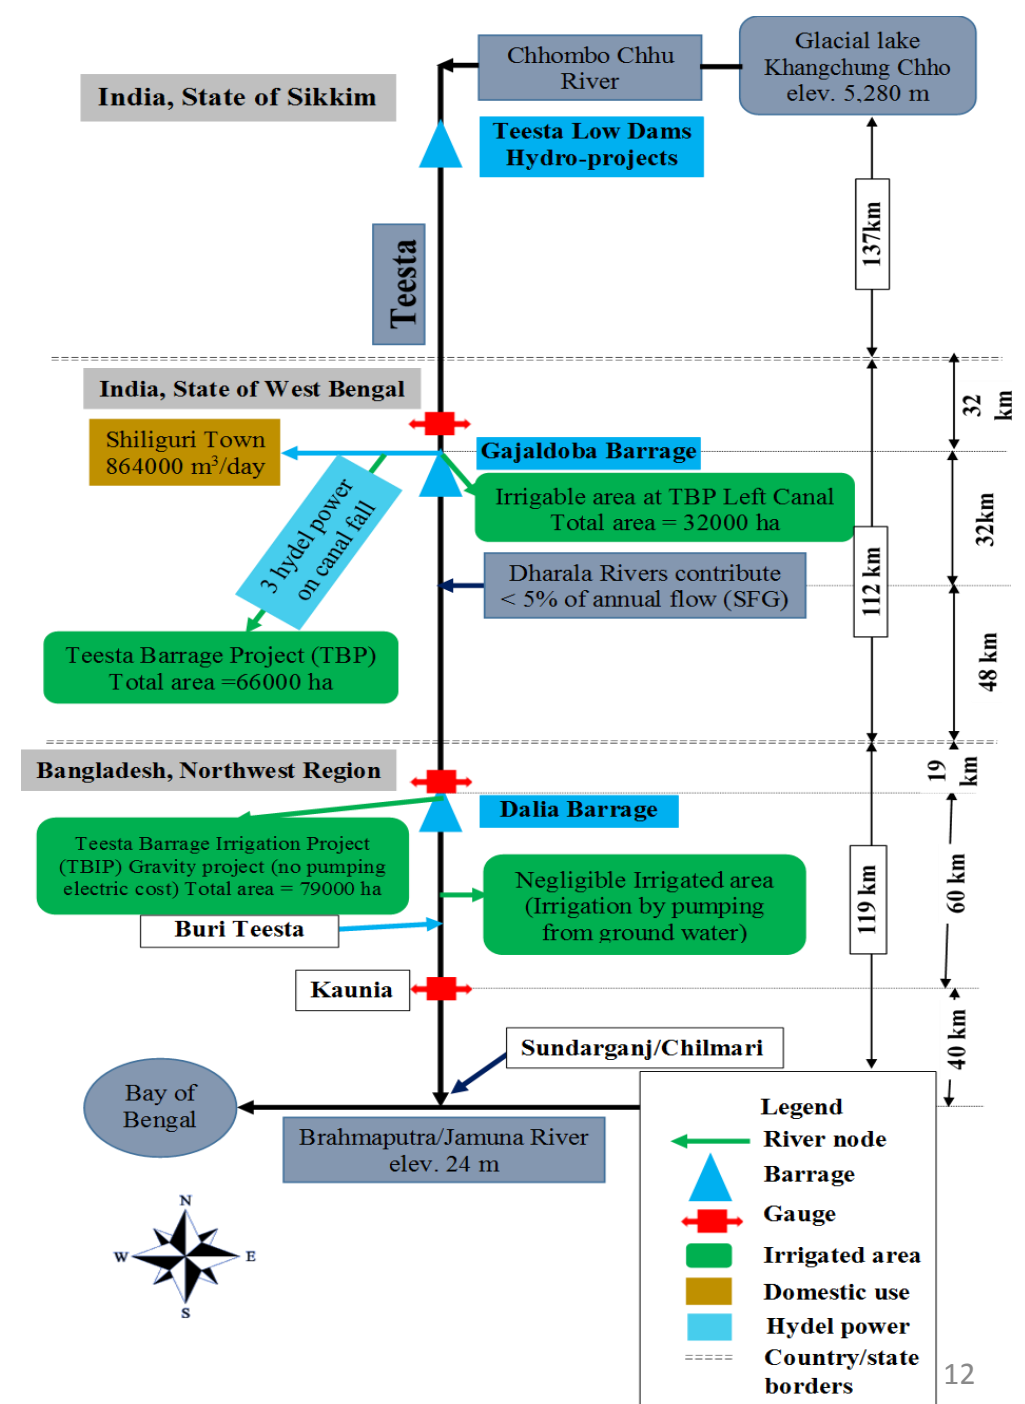 Chhombo Chhu
River
Glacial lake
Khangchung Chho
elev. 5,280 m
India, State of Sikkim
Teesta Low Dams
Hydro-projects
137km
Teesta
India, State of West Bengal
32
km
Shiliguri Town
864000 m³/day
Gajaldoba Barrage
Irrigable area at TBP Left Canal
Total area = 32000 ha
32km
3 hydel power
on canal fall
112 km
Dharala Rivers contribute
< 5% of annual flow (SFG)
Teesta Barrage Project (TBP)
Total area =66000 ha
48 km
Bangladesh, Northwest Region
19
km
Dalia Barrage
Teesta Barrage Irrigation Project
(TBIP) Gravity project (no pumping
electric cost) Total area = 79000 ha
Negligible Irrigated area
(Irrigation by pumping
from ground water)
119 km
60 km
Buri Teesta
Kaunia
40 km
Sundarganj/Chilmari
Bay of
Bengal
Brahmaputra/Jamuna River
elev. 24 m
Legend
River node
Barrage
Gauge
Irrigated area
Domestic use
Hydel power
Country/state
borders
N
W
E
S
12